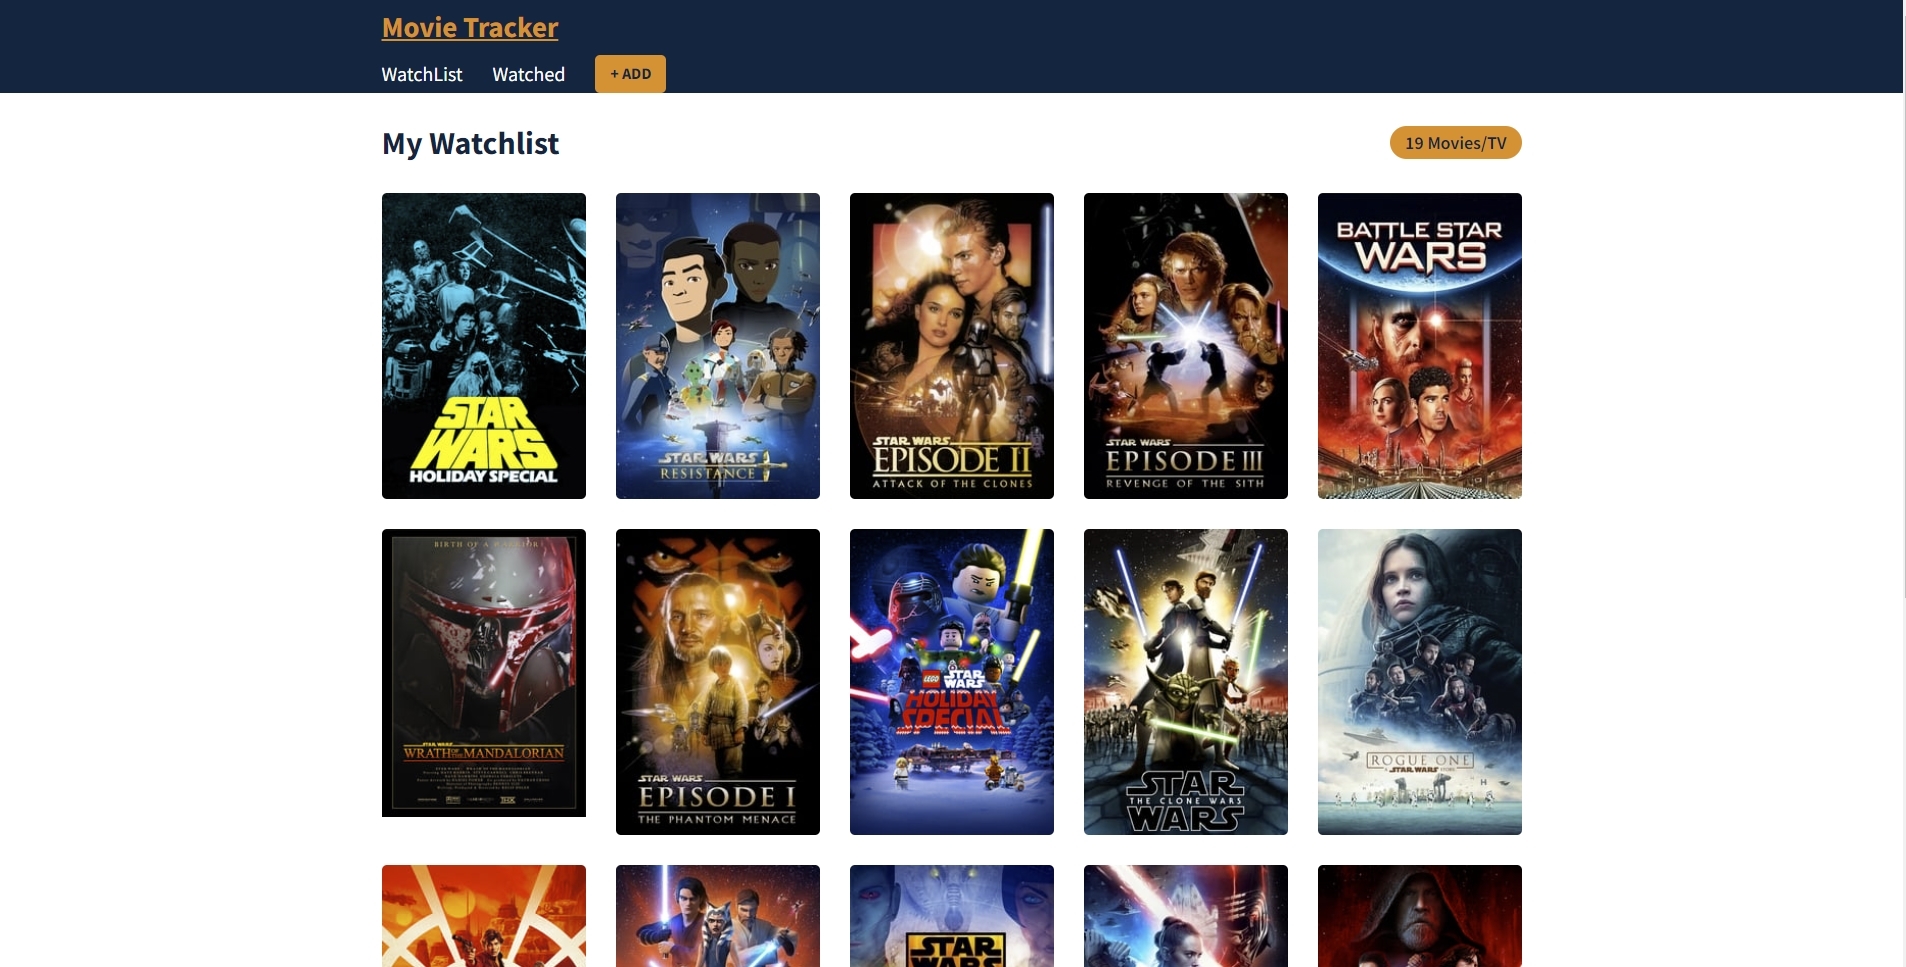 Movie Tracker
WatchList
Watched
+ ADD
My Watchlist
19 Movies/TV
STAR
WARS
HOLIDAY SPECIAL
STAR WARS
RESISTANCE
STAR WARS
EPISODE II
ATTACK OF THE CLONES
STAR WARS
EPISODE III
REVENGE OF THE SITH
BATTLE STAR
WARS
BIRTH OF A WARRIOR
STAR WARS
WRATH OF THE MANDALORIAN
THX
STAR WARS
EPISODE I
THE PHANTOM MENACE
LEGO STAR
WARS
HOLIDAY
SPECIAL
STAR
THE CLONE WARS
WARS
ROGUE ONE
A STAR WARS STORY
STAR
WARS